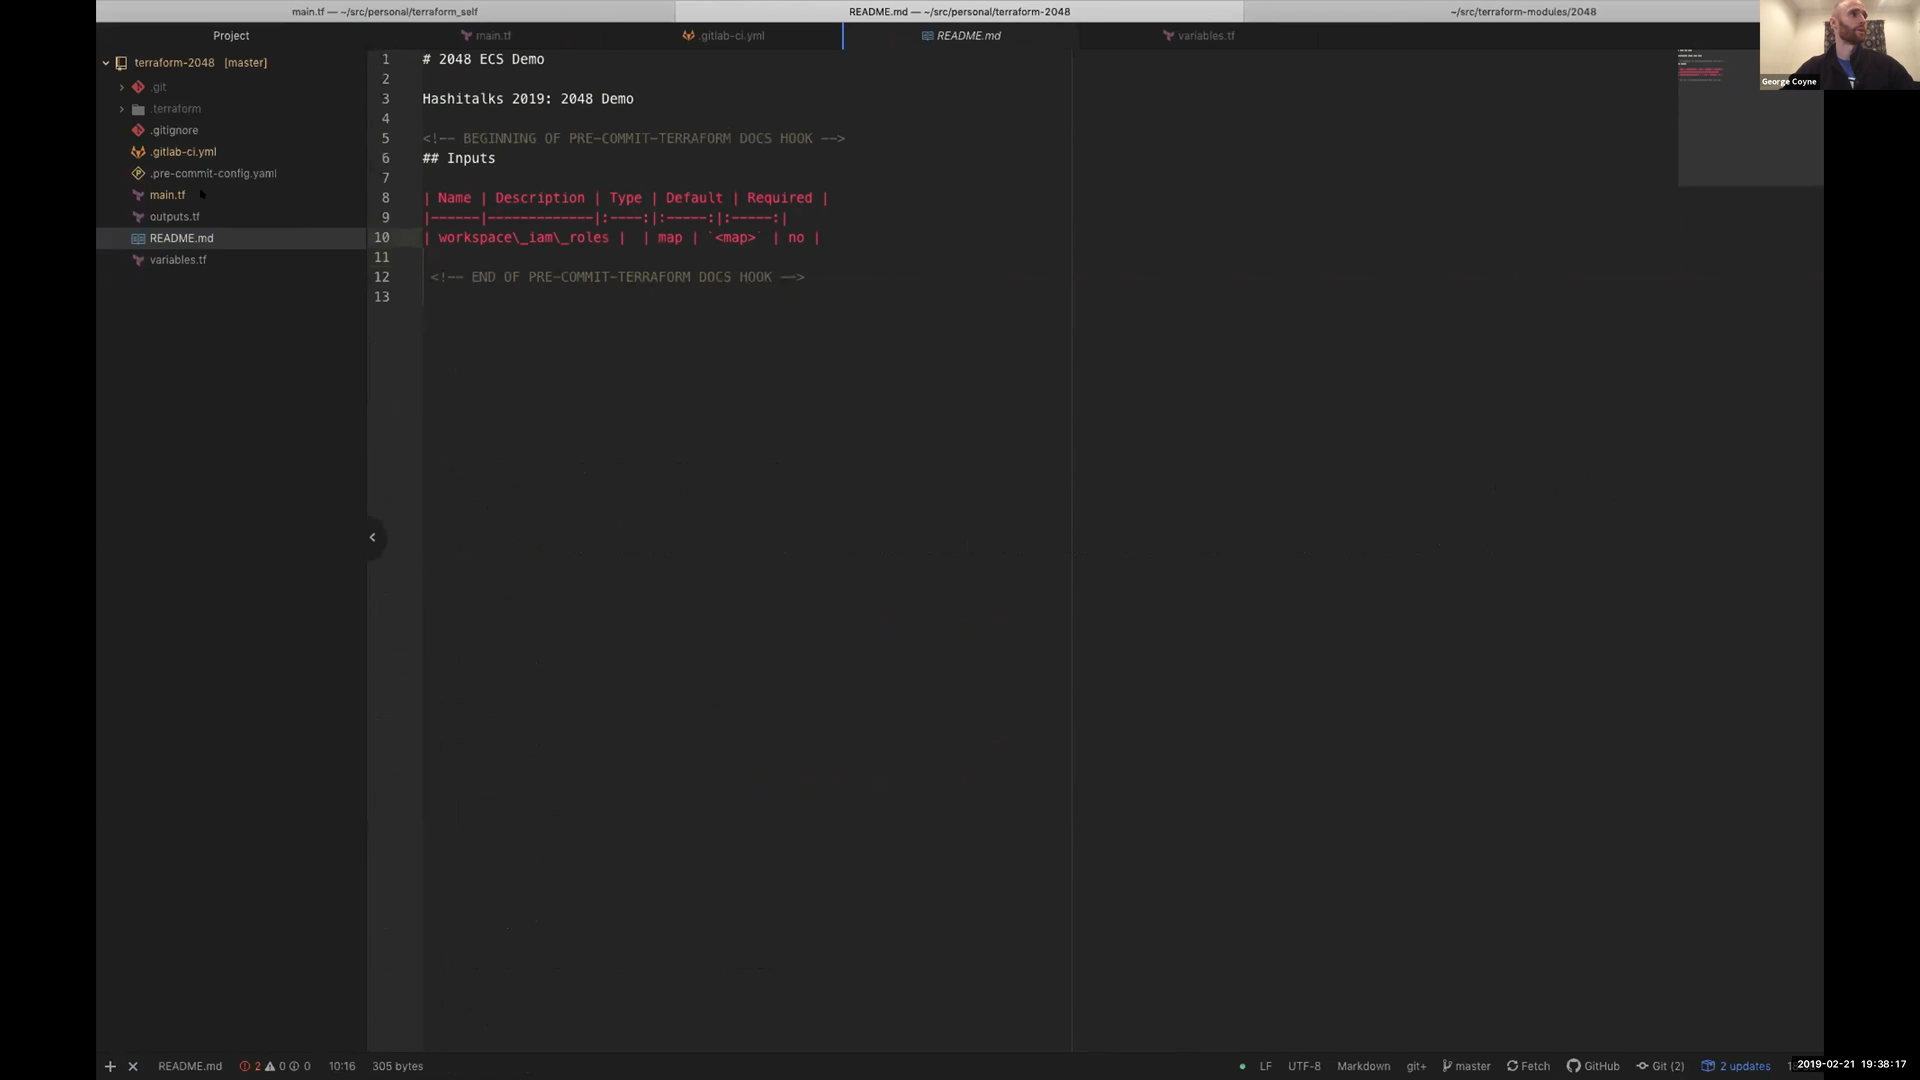 main.tf — ~/src/personal/terraform_self
README.md — ~/src/personal/terraform-2048
~/src/terraform-modules/2048
Project
main.tf
.gitlab-ci.yml
README.md
variables.tf
George Coyne
terraform-2048 [master]
.git
.terraform
.gitignore
.gitlab-ci.yml
.pre-commit-config.yaml
main.tf
outputs.tf
README.md
variables.tf
1 # 2048 ECS Demo
2
3 Hashitalks 2019: 2048 Demo
4
5 <!-- BEGINNING OF PRE-COMMIT-TERRAFORM DOCS HOOK -->
6 ## Inputs
7
8 | Name | Description | Type | Default | Required |
9 |------|-------------|:----:|:-----:|:-----:|
10 | workspace\_iam\_roles |  | map | `<map>` | no |
11
12 <!-- END OF PRE-COMMIT-TERRAFORM DOCS HOOK -->
13
README.md 2 0 0 10:16 305 bytes
LF UTF-8 Markdown git+ master Fetch GitHub Git (2) 2 updates
2019-02-21 19:38:17